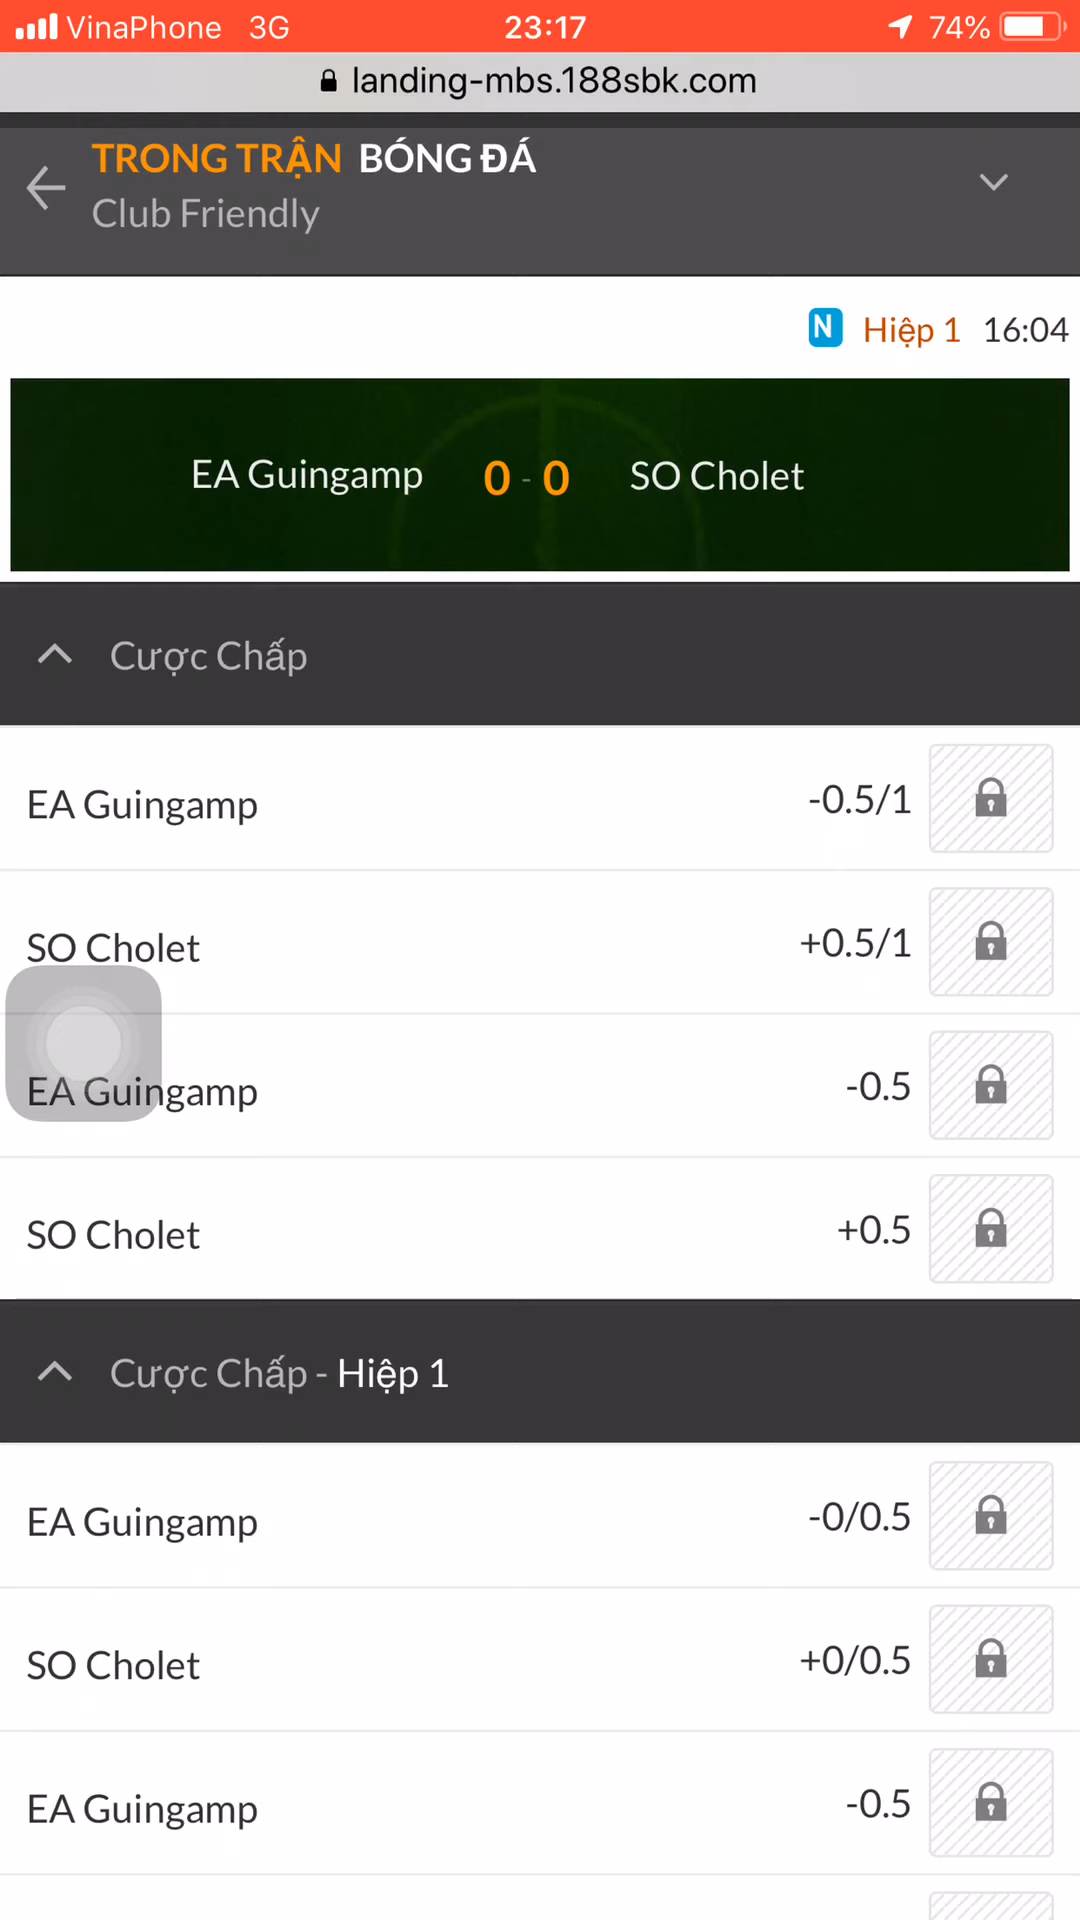 VinaPhone 3G 23:17 74%
landing-mbs.188sbk.com
TRONG TRẬN BÓNG ĐÁ
Club Friendly
N Hiệp 1 16:04
EA Guingamp 0 - 0 SO Cholet
Cược Chấp
EA Guingamp -0.5/1
SO Cholet +0.5/1
EA Guingamp -0.5
SO Cholet +0.5
Cược Chấp - Hiệp 1
EA Guingamp -0/0.5
SO Cholet +0/0.5
EA Guingamp -0.5